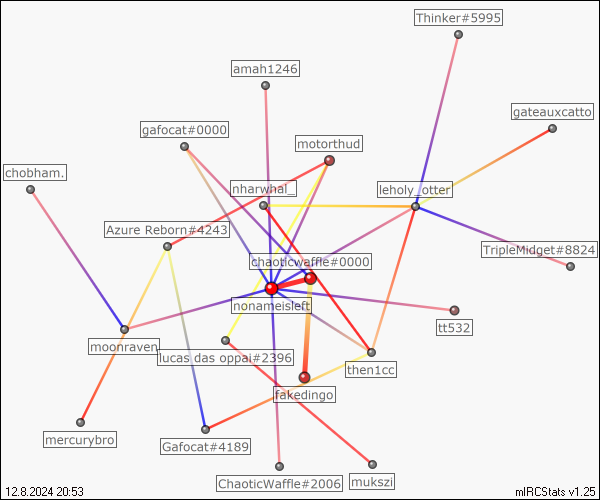 Thinker#5995
amah1246
gateauxcatto
gafocat#0000
motorthud
chobham.
nharwhal_
leholy_otter
Azure Reborn#4243
TripleMidget#8824
chaoticwaffle#0000
nonameisleft
tt532
moonraven
lucas das oppai#2396
then1cc
fakedingo
mercurybro
Gafocat#4189
ChaoticWaffle#2006
mukszi
12.8.2024 20:53
mIRCStats v1.25